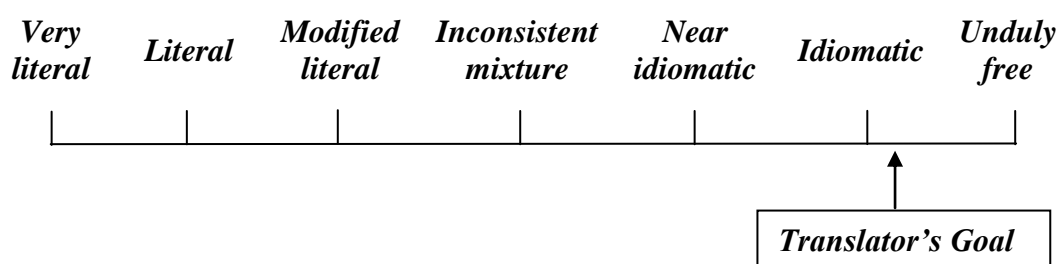 Very literal
Literal
Modified literal
Inconsistent mixture
Near idiomatic
Idiomatic
Unduly free
Translator's Goal